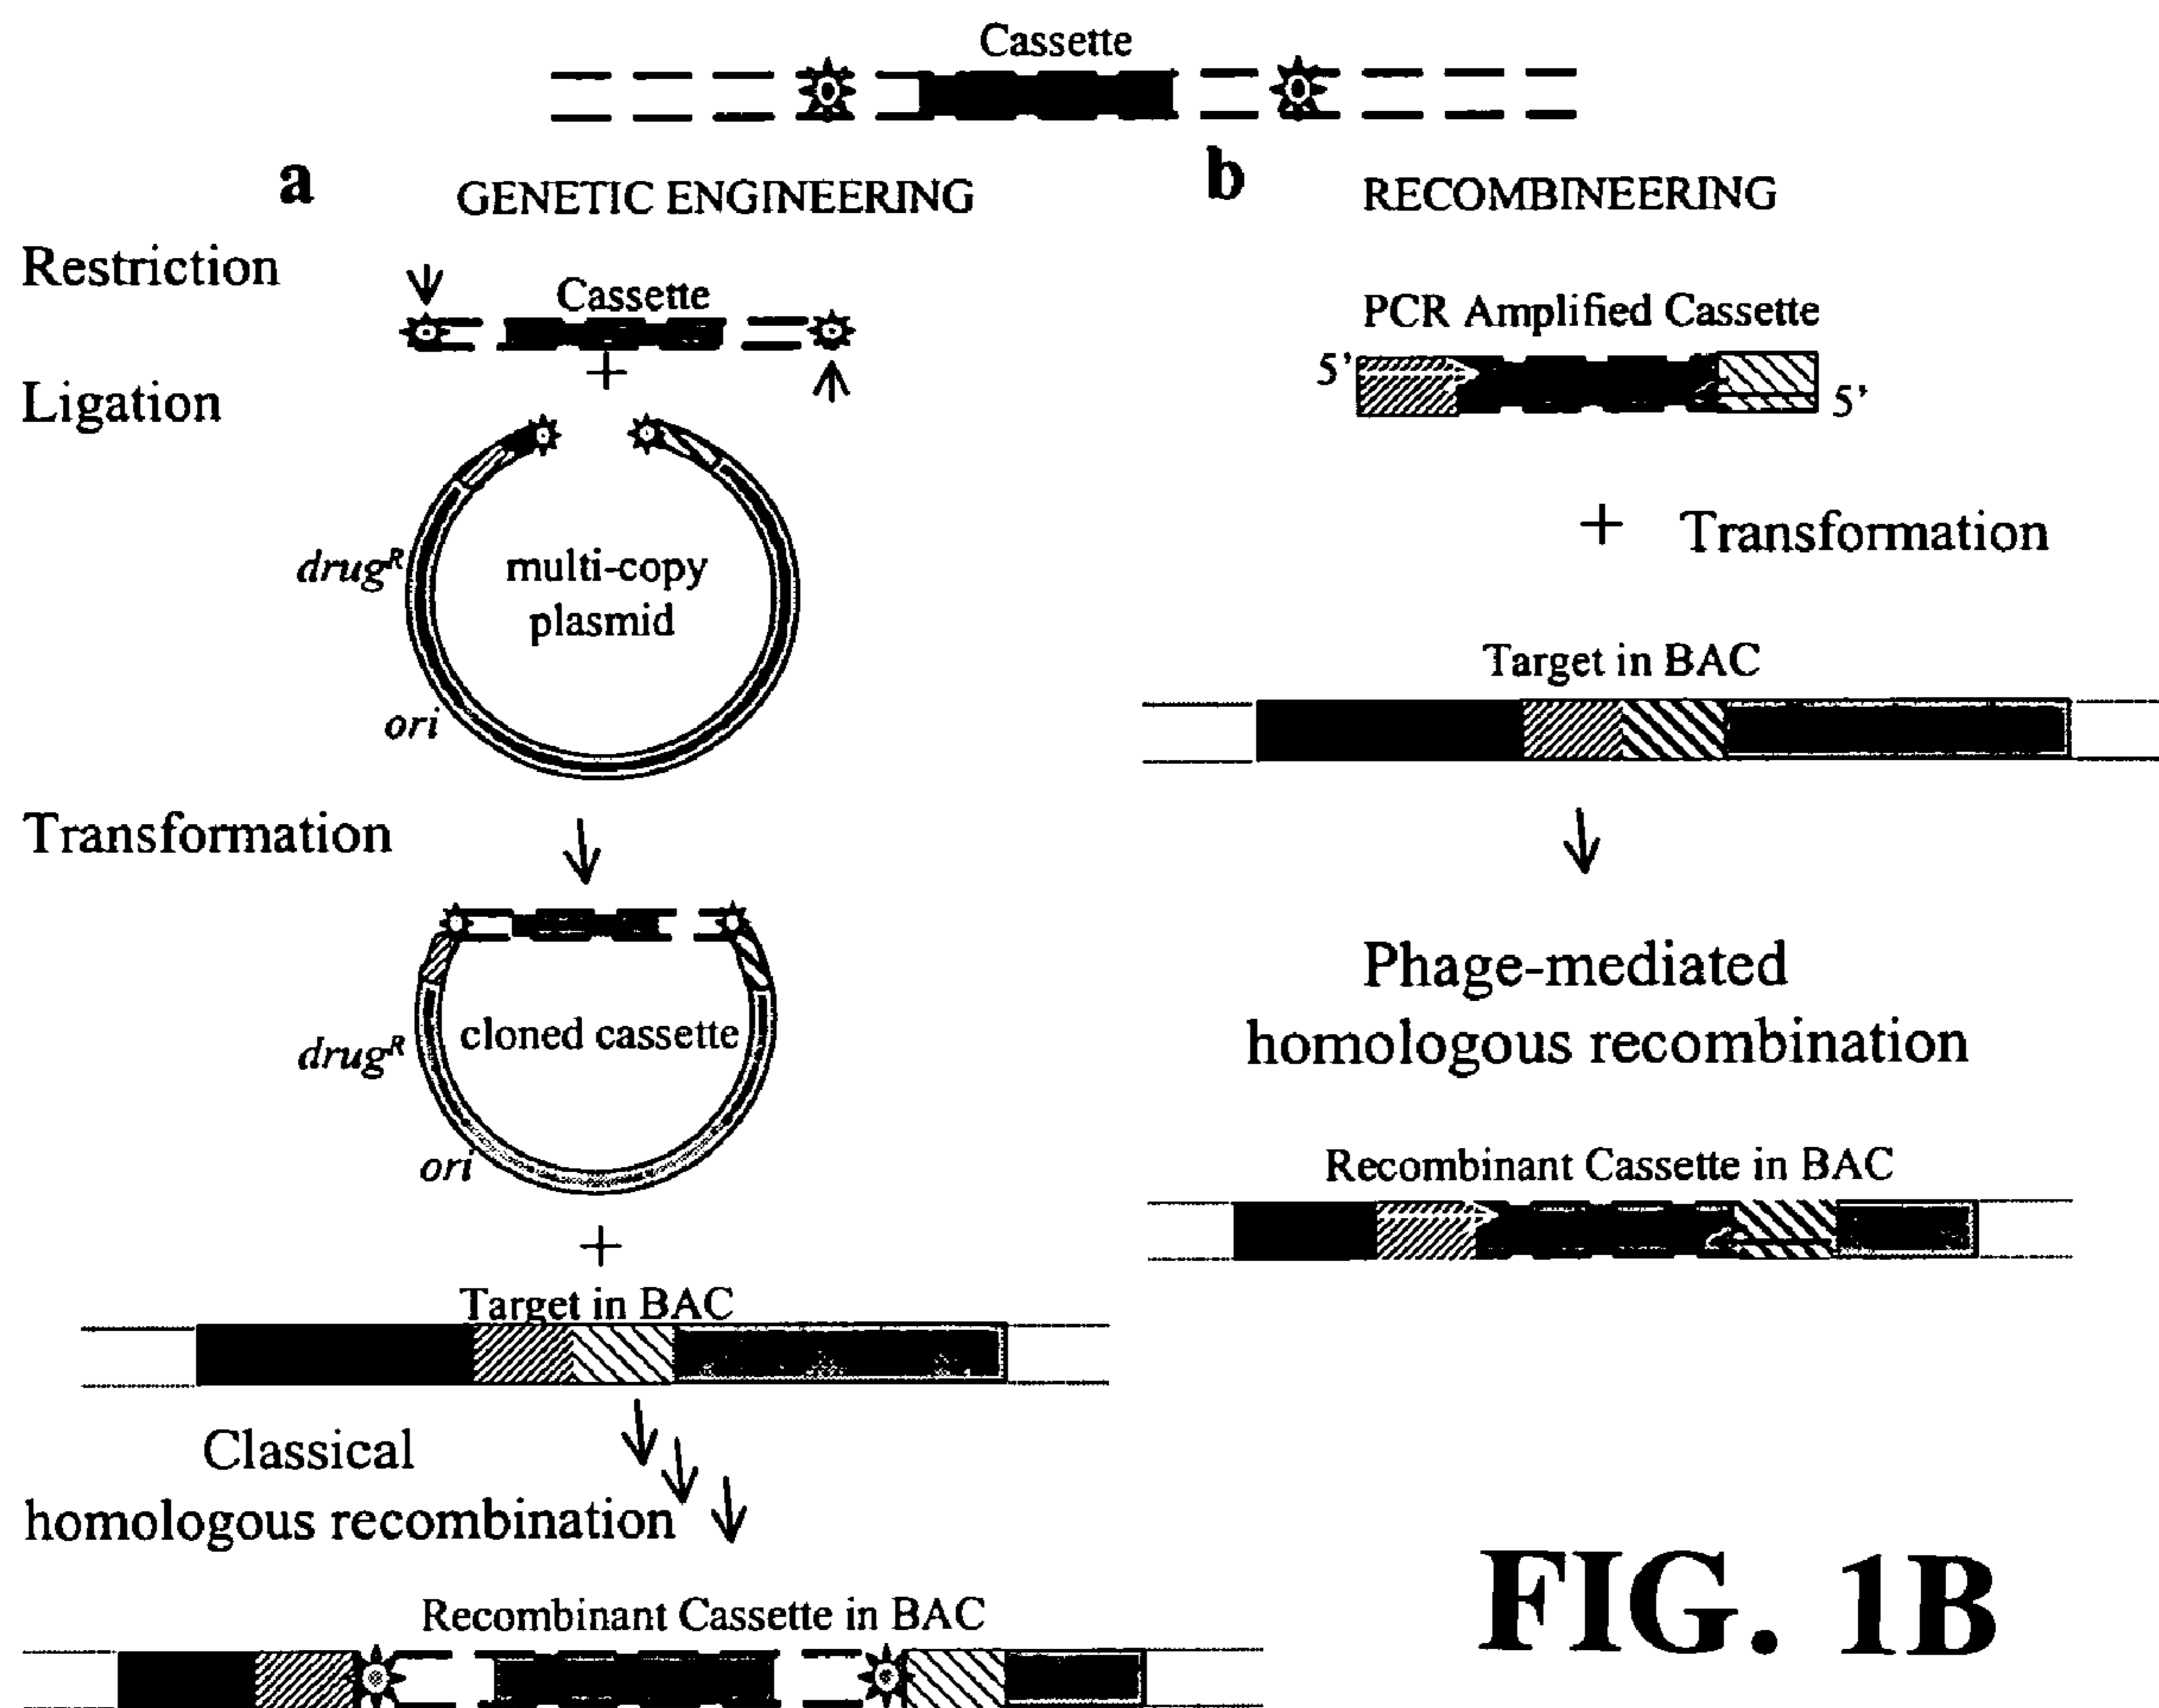 Cassette
a
GENETIC ENGINEERING
Restriction
Cassette
+
Ligation
drugᴿ
multi-copy
plasmid
ori
Transformation
cloned cassette
drugᴿ
ori
+
Target in BAC
Classical
homologous recombination
Recombinant Cassette in BAC
b
RECOMBINEERING
PCR Amplified Cassette
5'
5'
+ Transformation
Target in BAC
Phage-mediated
homologous recombination
Recombinant Cassette in BAC
FIG. 1B